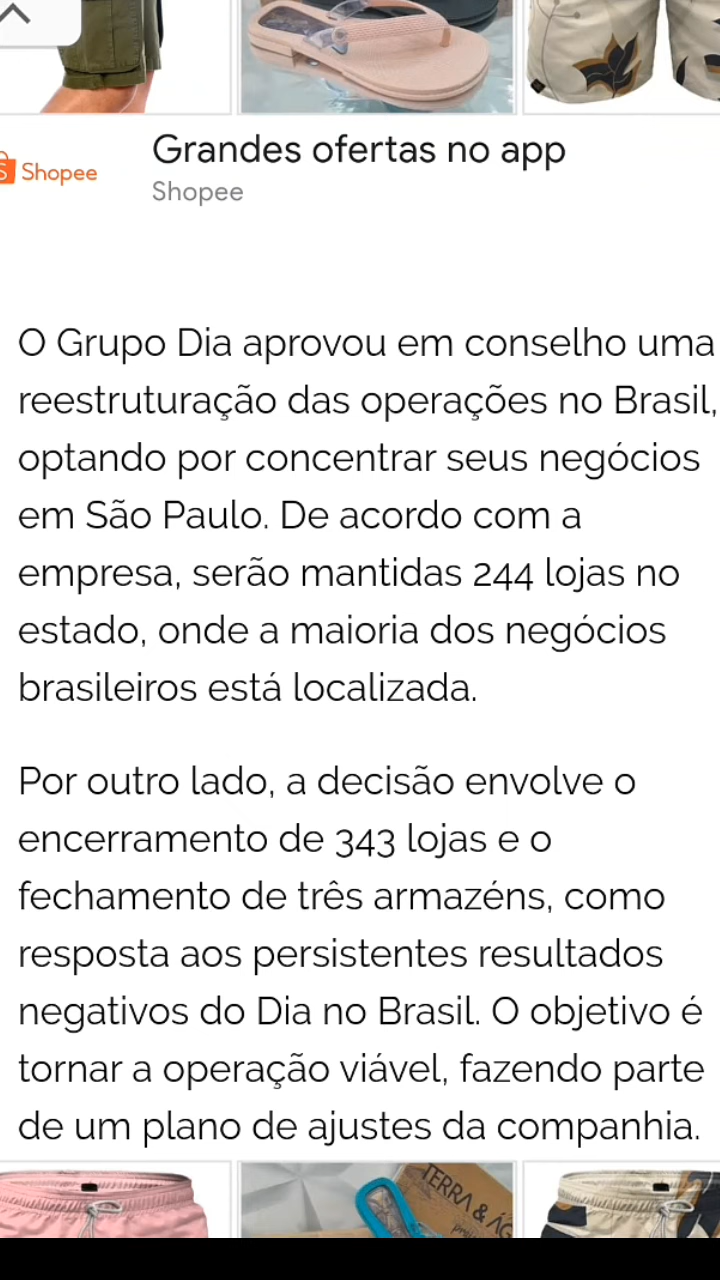 Grandes ofertas no app
Shopee
Shopee
O Grupo Dia aprovou em conselho uma
reestruturação das operações no Brasil,
optando por concentrar seus negócios
em São Paulo. De acordo com a
empresa, serão mantidas 244 lojas no
estado, onde a maioria dos negócios
brasileiros está localizada.
Por outro lado, a decisão envolve o
encerramento de 343 lojas e o
fechamento de três armazéns, como
resposta aos persistentes resultados
negativos do Dia no Brasil. O objetivo é
tornar a operação viável, fazendo parte
de um plano de ajustes da companhia.
TERRA & ÁG